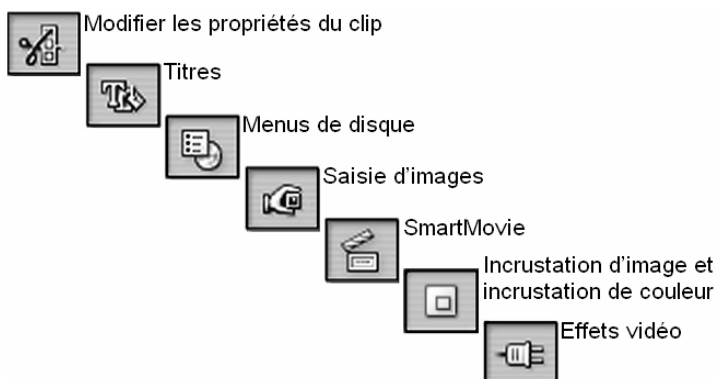 Modifier les propriétés du clip
Titres
Menus de disque
Saisie d'images
SmartMovie
Incrustation d'image et
incrustation de couleur
Effets vidéo